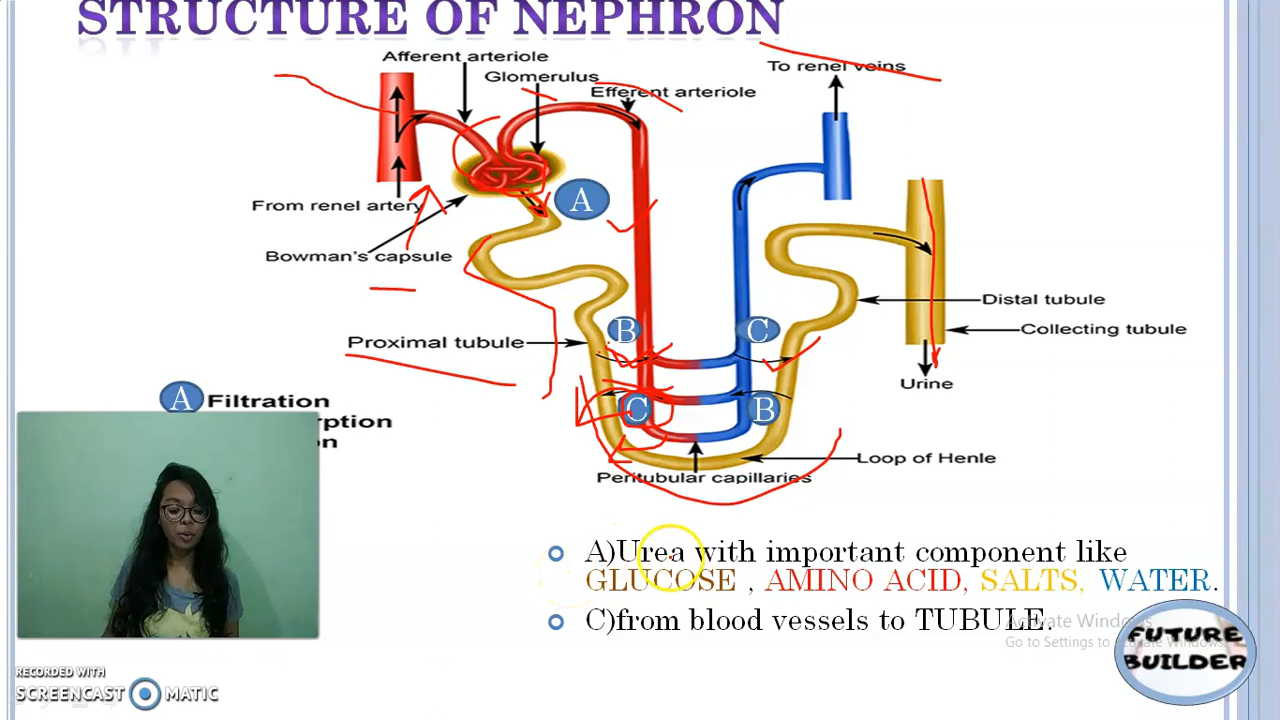 STRUCTURE OF NEPHRON
Afferent arteriole
Glomerulus
Efferent arteriole
To renel veins
A
From renel artery
Bowman's capsule
B
C
Distal tubule
Collecting tubule
Proximal tubule
Urine
A Filtration
C
B
Loop of Henle
Peritubular capillaries
A)Urea with important component like
GLUCOSE , AMINO ACID, SALTS, WATER.
C)from blood vessels to TUBULE.
Activate Windows
Go to Settings to activate Windows.
FUTURE
BUILDER
RECORDED WITH
SCREENCAST MATIC